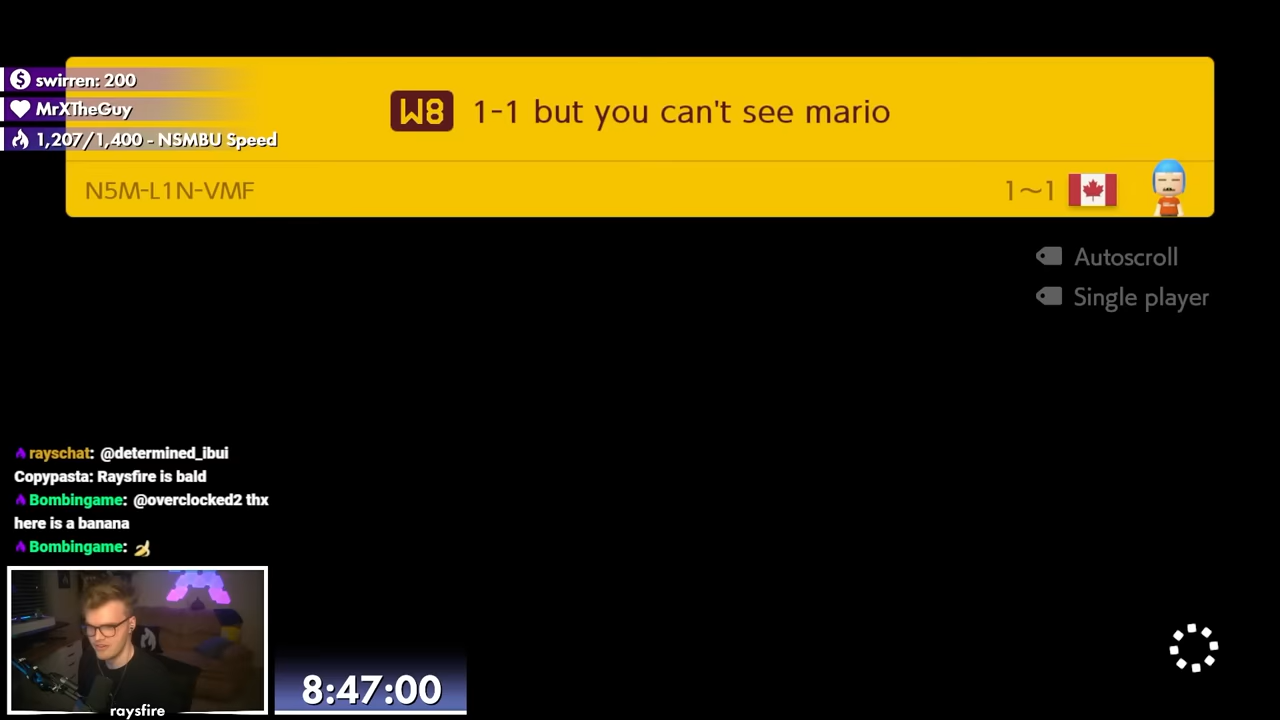 swirren: 200
MrXTheGuy
1,207/1,400 - NSMBU Speed
W8 1-1 but you can't see mario
N5M-L1N-VMF
1~1
Autoscroll
Single player
rayschat: @determined_ibui
Copypasta: Raysfire is bald
Bombingame: @overclocked2 thx
here is a banana
Bombingame:
raysfire
8:47:00